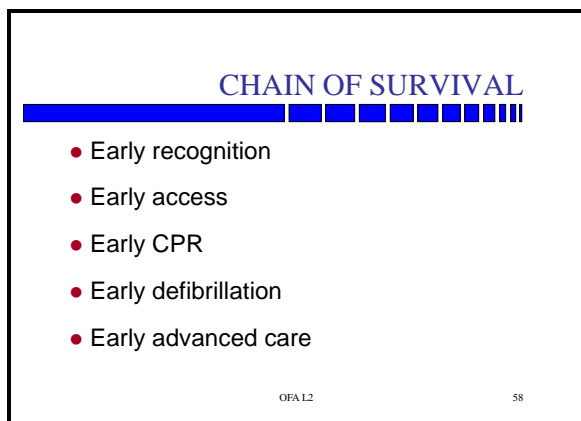 CHAIN OF SURVIVAL
● Early recognition
● Early access
● Early CPR
● Early defibrillation
● Early advanced care
OFA L2 58